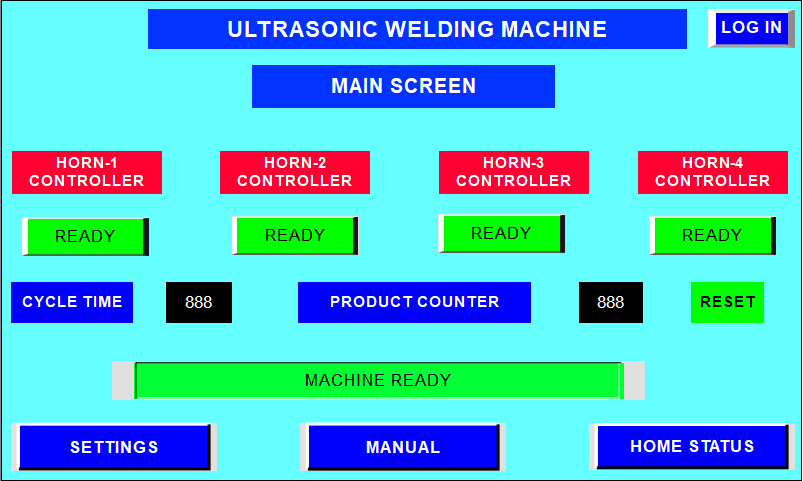 ULTRASONIC WELDING MACHINE
LOG IN
MAIN SCREEN
HORN-1
CONTROLLER
HORN-2
CONTROLLER
HORN-3
CONTROLLER
HORN-4
CONTROLLER
READY
READY
READY
READY
CYCLE TIME
888
PRODUCT COUNTER
888
RESET
MACHINE READY
SETTINGS
MANUAL
HOME STATUS